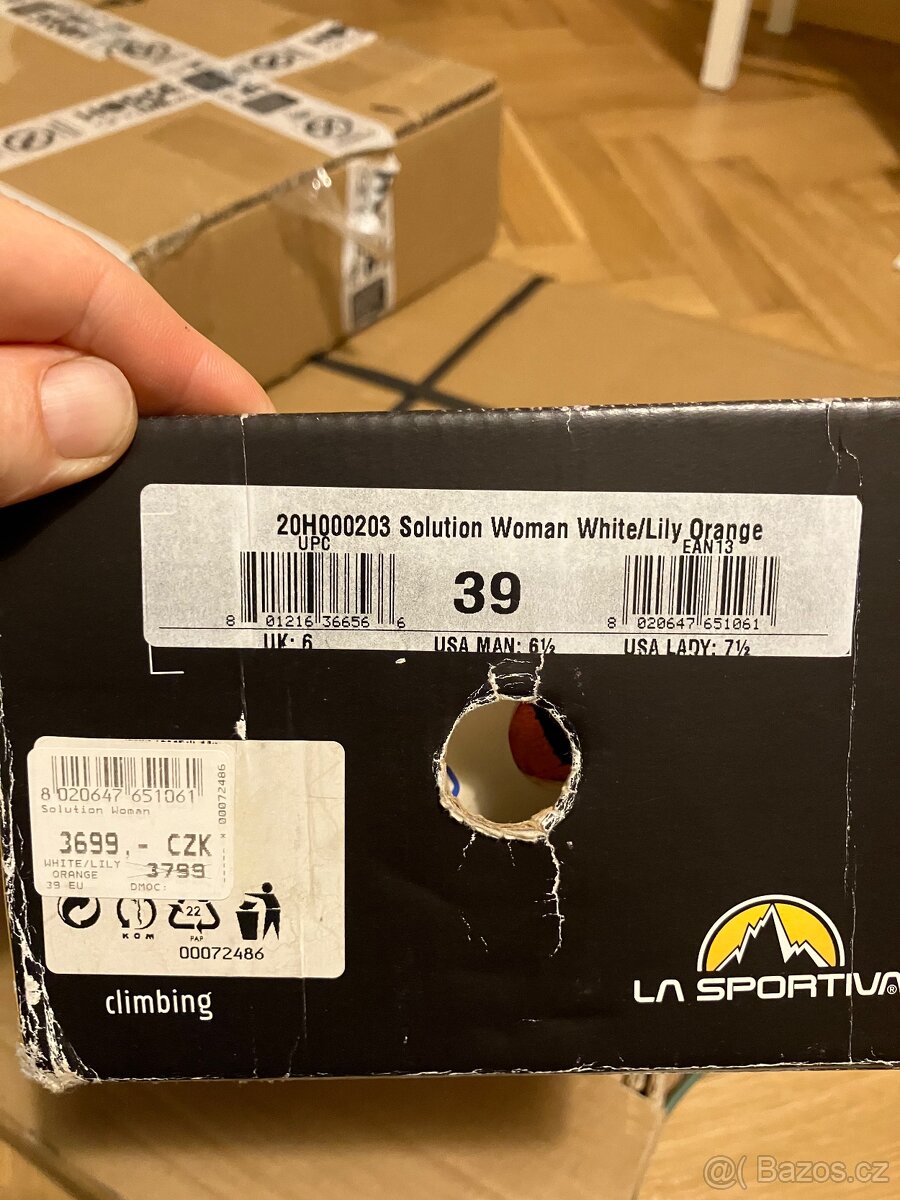 20H000203 Solution Woman White/Lily Orange
UPC
EAN13
39
8 01216 36656 6
8 020647 651061
UK: 6
USA MAN: 6½
USA LADY: 7½
8 020647 651061
Solution Woman
3699,- CZK
WHITE/LILY
ORANGE
3799
39 EU
DMOC:
* 00072486
KOM
22
PAP
00072486
climbing
LA SPORTIVA®
@( Bazos.cz